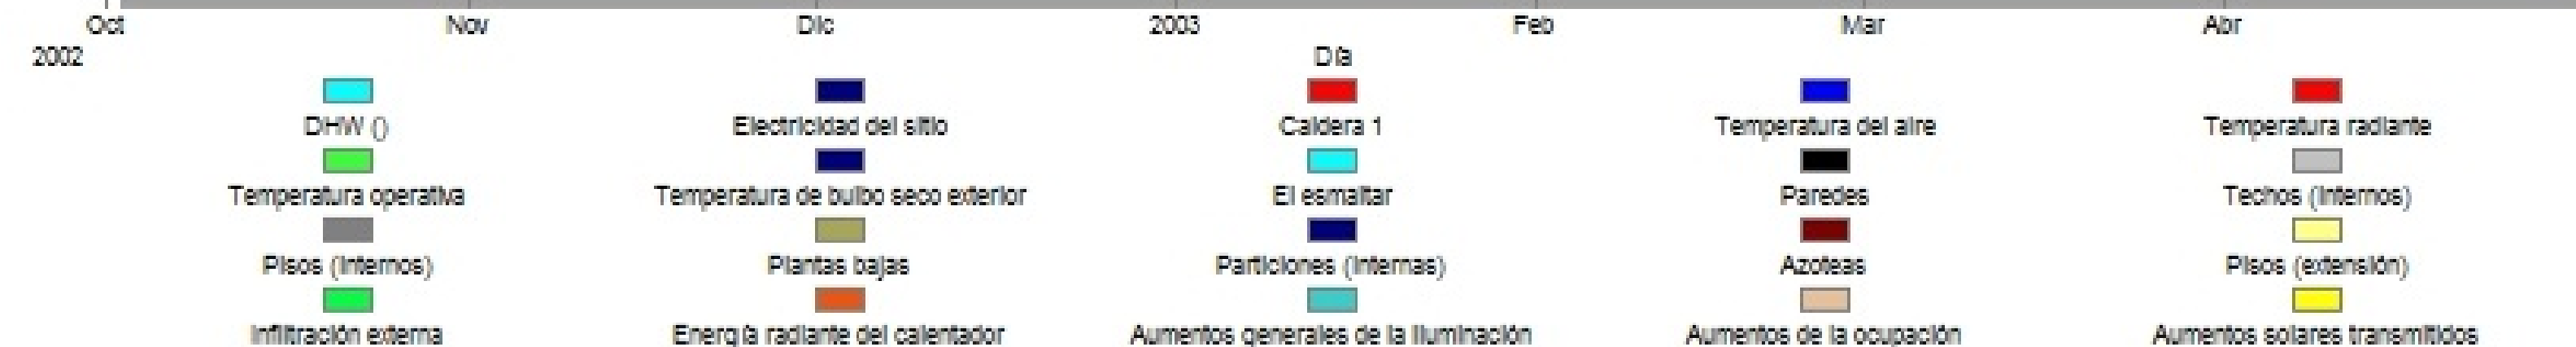 Oct Nov Dic 2003 Feb Mar Abr
2002 Día
DHW () Electricidad del sitio Caldera 1 Temperatura del aire Temperatura radiante
Temperatura operativa Temperatura de bulbo seco exterior El esmaltar Paredes Techos (internos)
Pisos (internos) Plantas bajas Particiones (internas) Azoteas Pisos (extensión)
Infiltración externa Energía radiante del calentador Aumentos generales de la iluminación Aumentos de la ocupación Aumentos solares transmitidos